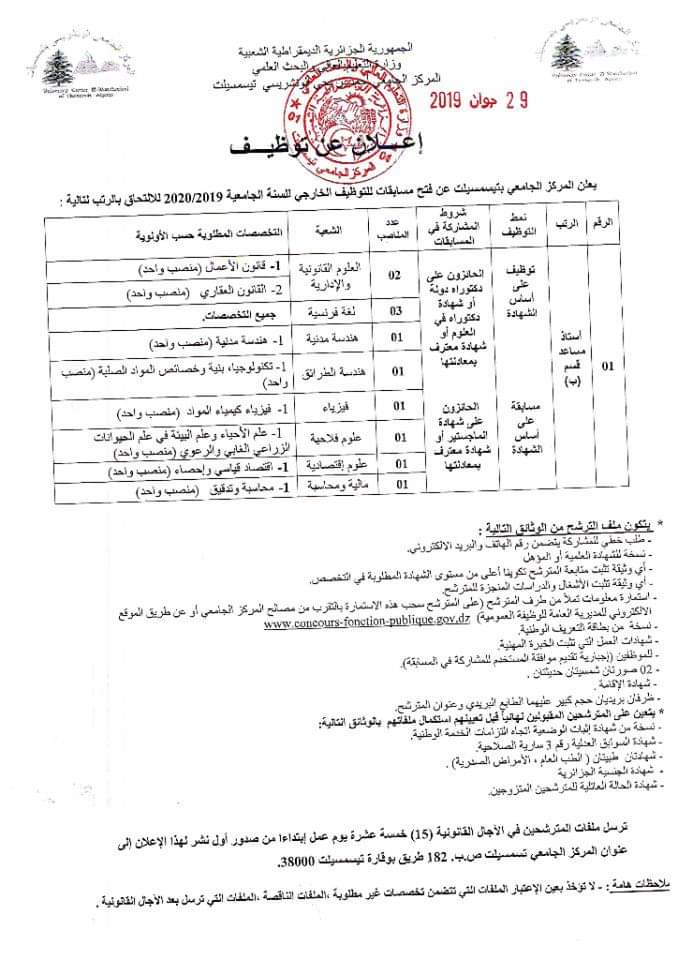 الجمهورية الجزائرية الديمقراطية الشعبية
وزارة التعليم العالي والبحث العلمي
المركز الجامعي الونشريسي تيسمسيلت
29 جوان 2019
إعــلان عن توظيــف
يعلن المركز الجامعي بتيسمسيلت عن فتح مسابقات للتوظيف الخارجي للسنة الجامعية 2020/2019 للالتحاق بالرتب لتالية :
الرقم
الرتب
نمط التوظيف
شروط المشاركة في المسابقات
عدد المناصب
الشعبة
التخصصات المطلوبة حسب الأولوية
01
أستاذ مساعد قسم (ب)
توظيف على أساس الشهادة
الحائزون على دكتوراه دولة أو شهادة دكتوراه في العلوم أو شهادة معترف بمعادلتها
مسابقة على أساس الشهادة
الحائزون على شهادة الماجستير أو شهادة معترف بمعادلتها
02
العلوم القانونية والإدارية
1- قانون الأعمال (منصب واحد)
2- القانون العقاري (منصب واحد)
03
لغة فرنسية
جميع التخصصات.
01
هندسة مدنية
1- هندسة مدنية (منصب واحد)
01
هندسة الطرائق
1- تكنولوجيا، بنية وخصائص المواد الصلبة (منصب واحد)
01
فيزياء
1- فيزياء كيمياء المواد (منصب واحد)
01
علوم فلاحية
1- علم الأحياء وعلم البيئة في علم الحيوانات الزراعي الغابي والرعوي (منصب واحد)
01
علوم إقتصادية
1- اقتصاد قياسي وإحصاء (منصب واحد)
01
مالية ومحاسبة
1- محاسبة وتدقيق (منصب واحد)
* يتكون ملف الترشح من الوثائق التالية :
- طلب خطي للمشاركة يتضمن رقم الهاتف والبريد الالكتروني.
- نسخة للشهادة العلمية أو المؤهل
- أي وثيقة تثبت متابعة المترشح تكوينا أعلى من مستوى الشهادة المطلوبة في التخصص.
- أي وثيقة تثبت الأشغال والدراسات المنجزة للمترشح.
- استمارة معلومات تملأ من طرف المترشح (على المترشح سحب هذه الاستمارة بالتقرب من مصالح المركز الجامعي أو عن طريق الموقع
الالكتروني للمديرية العامة للوظيفة العمومية) www.concours-fonction-publique.gov.dz
- نسخة من بطاقة التعريف الوطنية.
- شهادات العمل التي تثبت الخبرة المهنية.
- للموظفين (إجبارية تقديم موافقة المستخدم للمشاركة في المسابقة).
- 02 صورتان شمسيتان حديثتان .
- شهادة الإقامة .
- ظرفان بريديان حجم كبير عليهما الطابع البريدي وعنوان المترشح.
* يتعين على المترشحين المقبولين نهائيا قبل تعيينهم استكمال ملفاتهم بالوثائق التالية:
- نسخة من شهادة إثبات الوضعية اتجاه التزامات الخدمة الوطنية.
- شهادة السوابق العدلية رقم 3 سارية الصلاحية.
- شهادتان طبيتان ( الطب العام ، الأمراض الصدرية) .
- شهادة الجنسية الجزائرية
- شهادة الحالة العائلية للمترشحين المتزوجين.
ترسل ملفات المترشحين في الآجال القانونية (15) خمسة عشرة يوم عمل إبتداءا من صدور أول نشر لهذا الإعلان إلى
عنوان المركز الجامعي تسمسيلت ص.ب. 182 طريق بوقارة تيسمسيلت 38000.
ملاحظات هامة : - لا تؤخذ بعين الإعتبار الملفات التي تتضمن تخصصات غير مطلوبة ،الملفات الناقصة ،الملفات التي ترسل بعد الآجال القانونية .